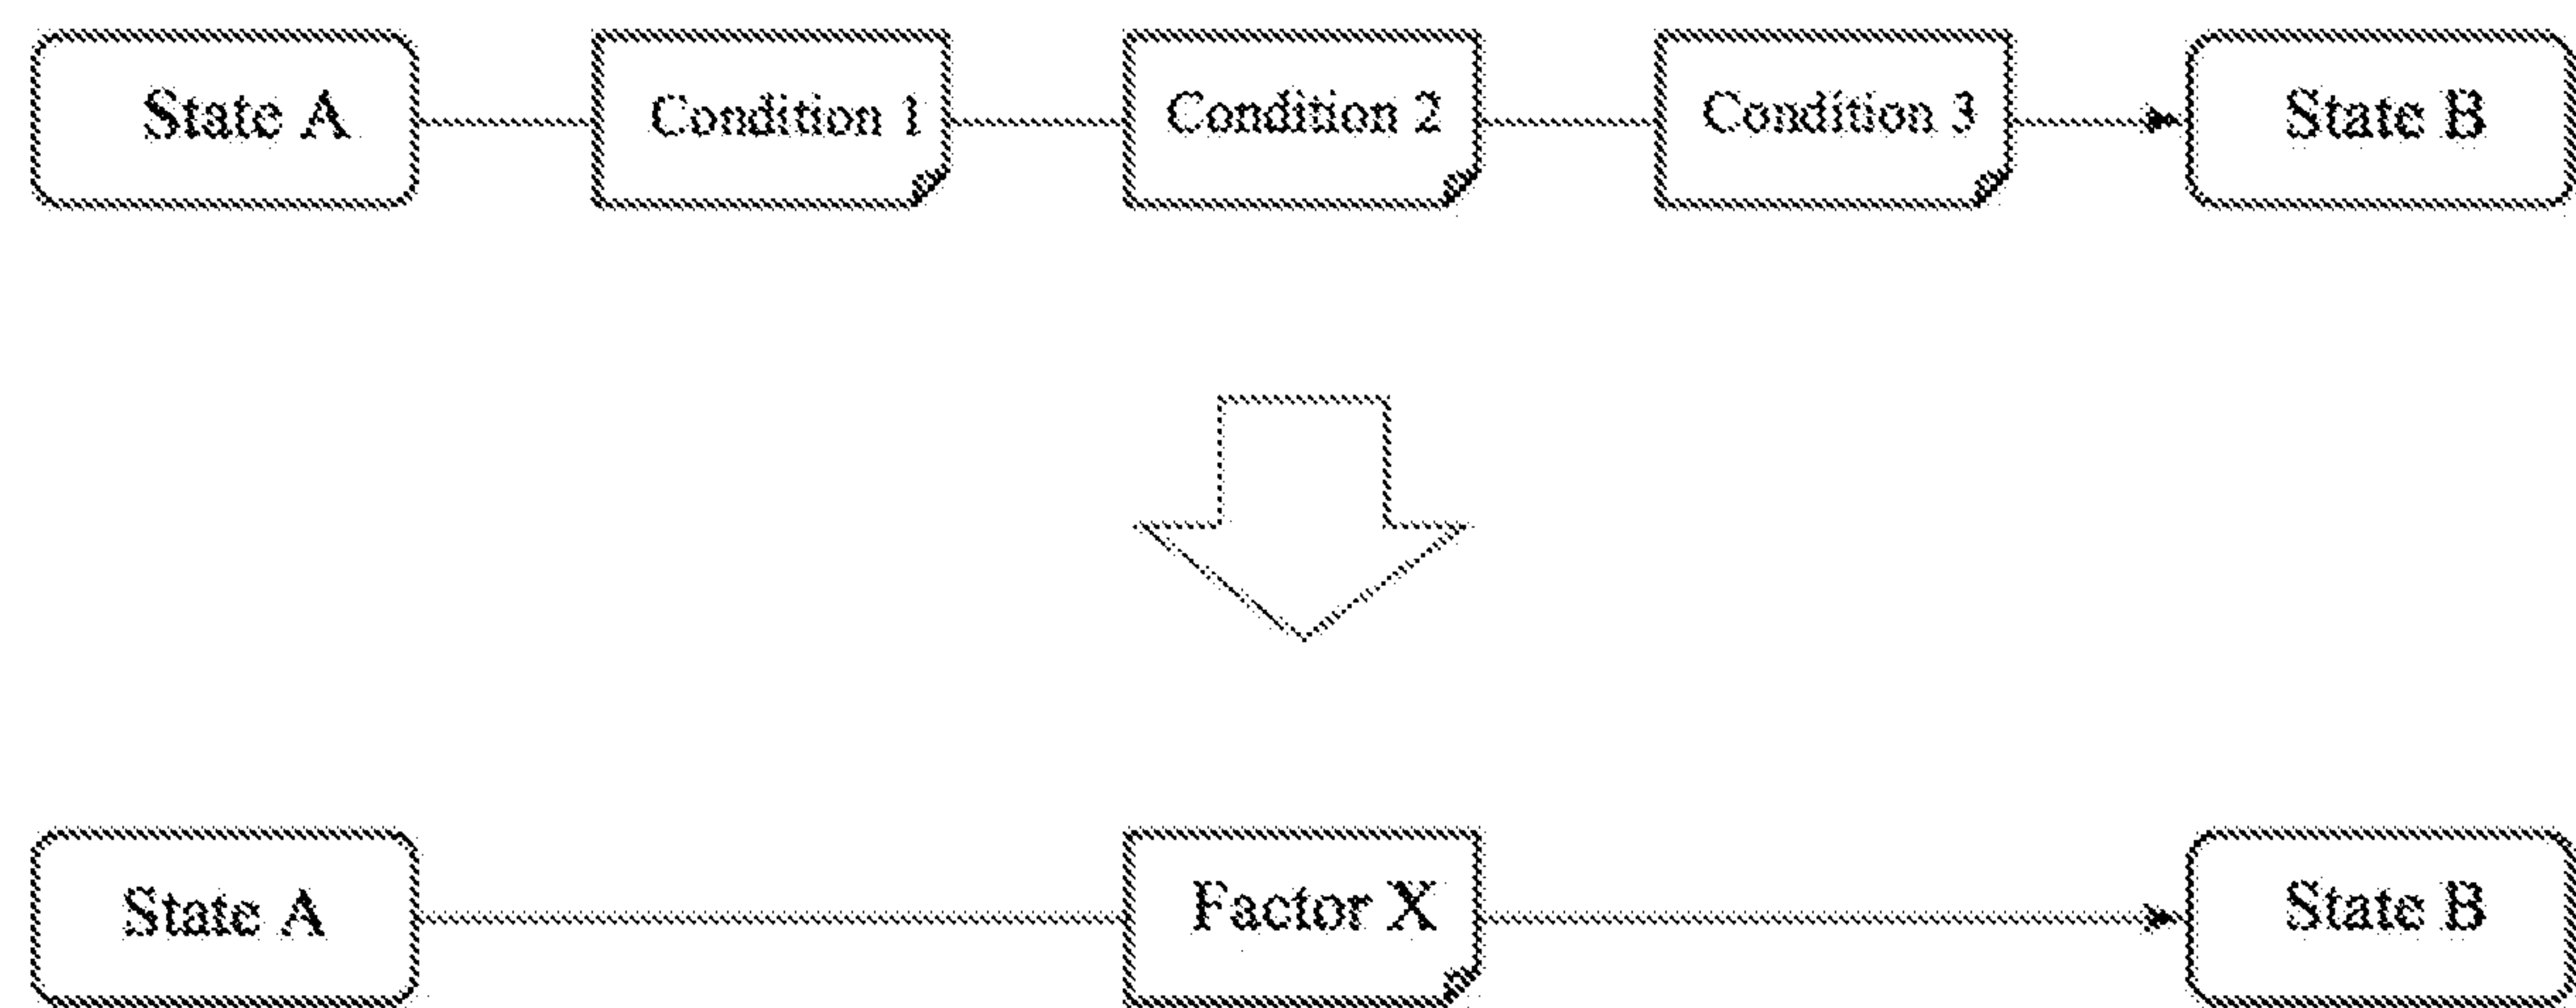 State A
Condition 1
Condition 2
Condition 3
State B
State A
Factor X
State B